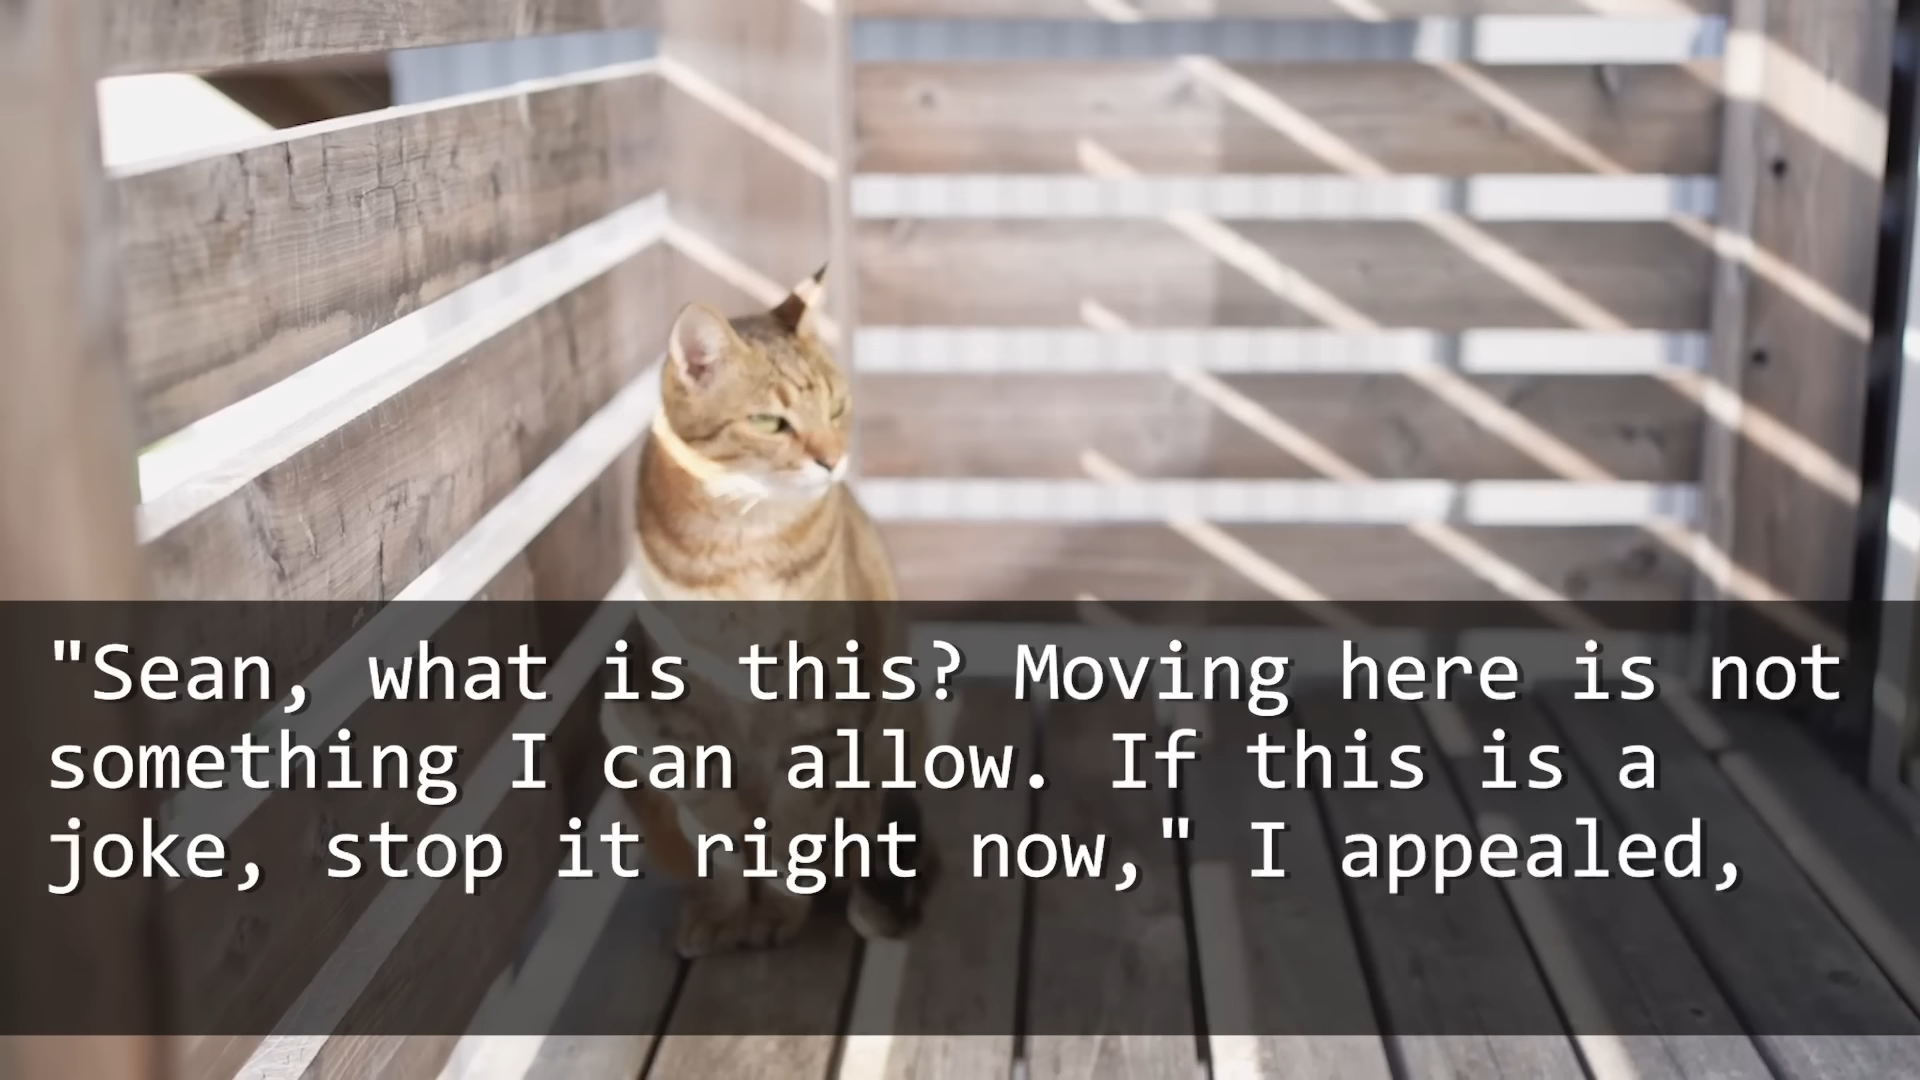 "Sean, what is this? Moving here is not
something I can allow. If this is a
joke, stop it right now," I appealed,